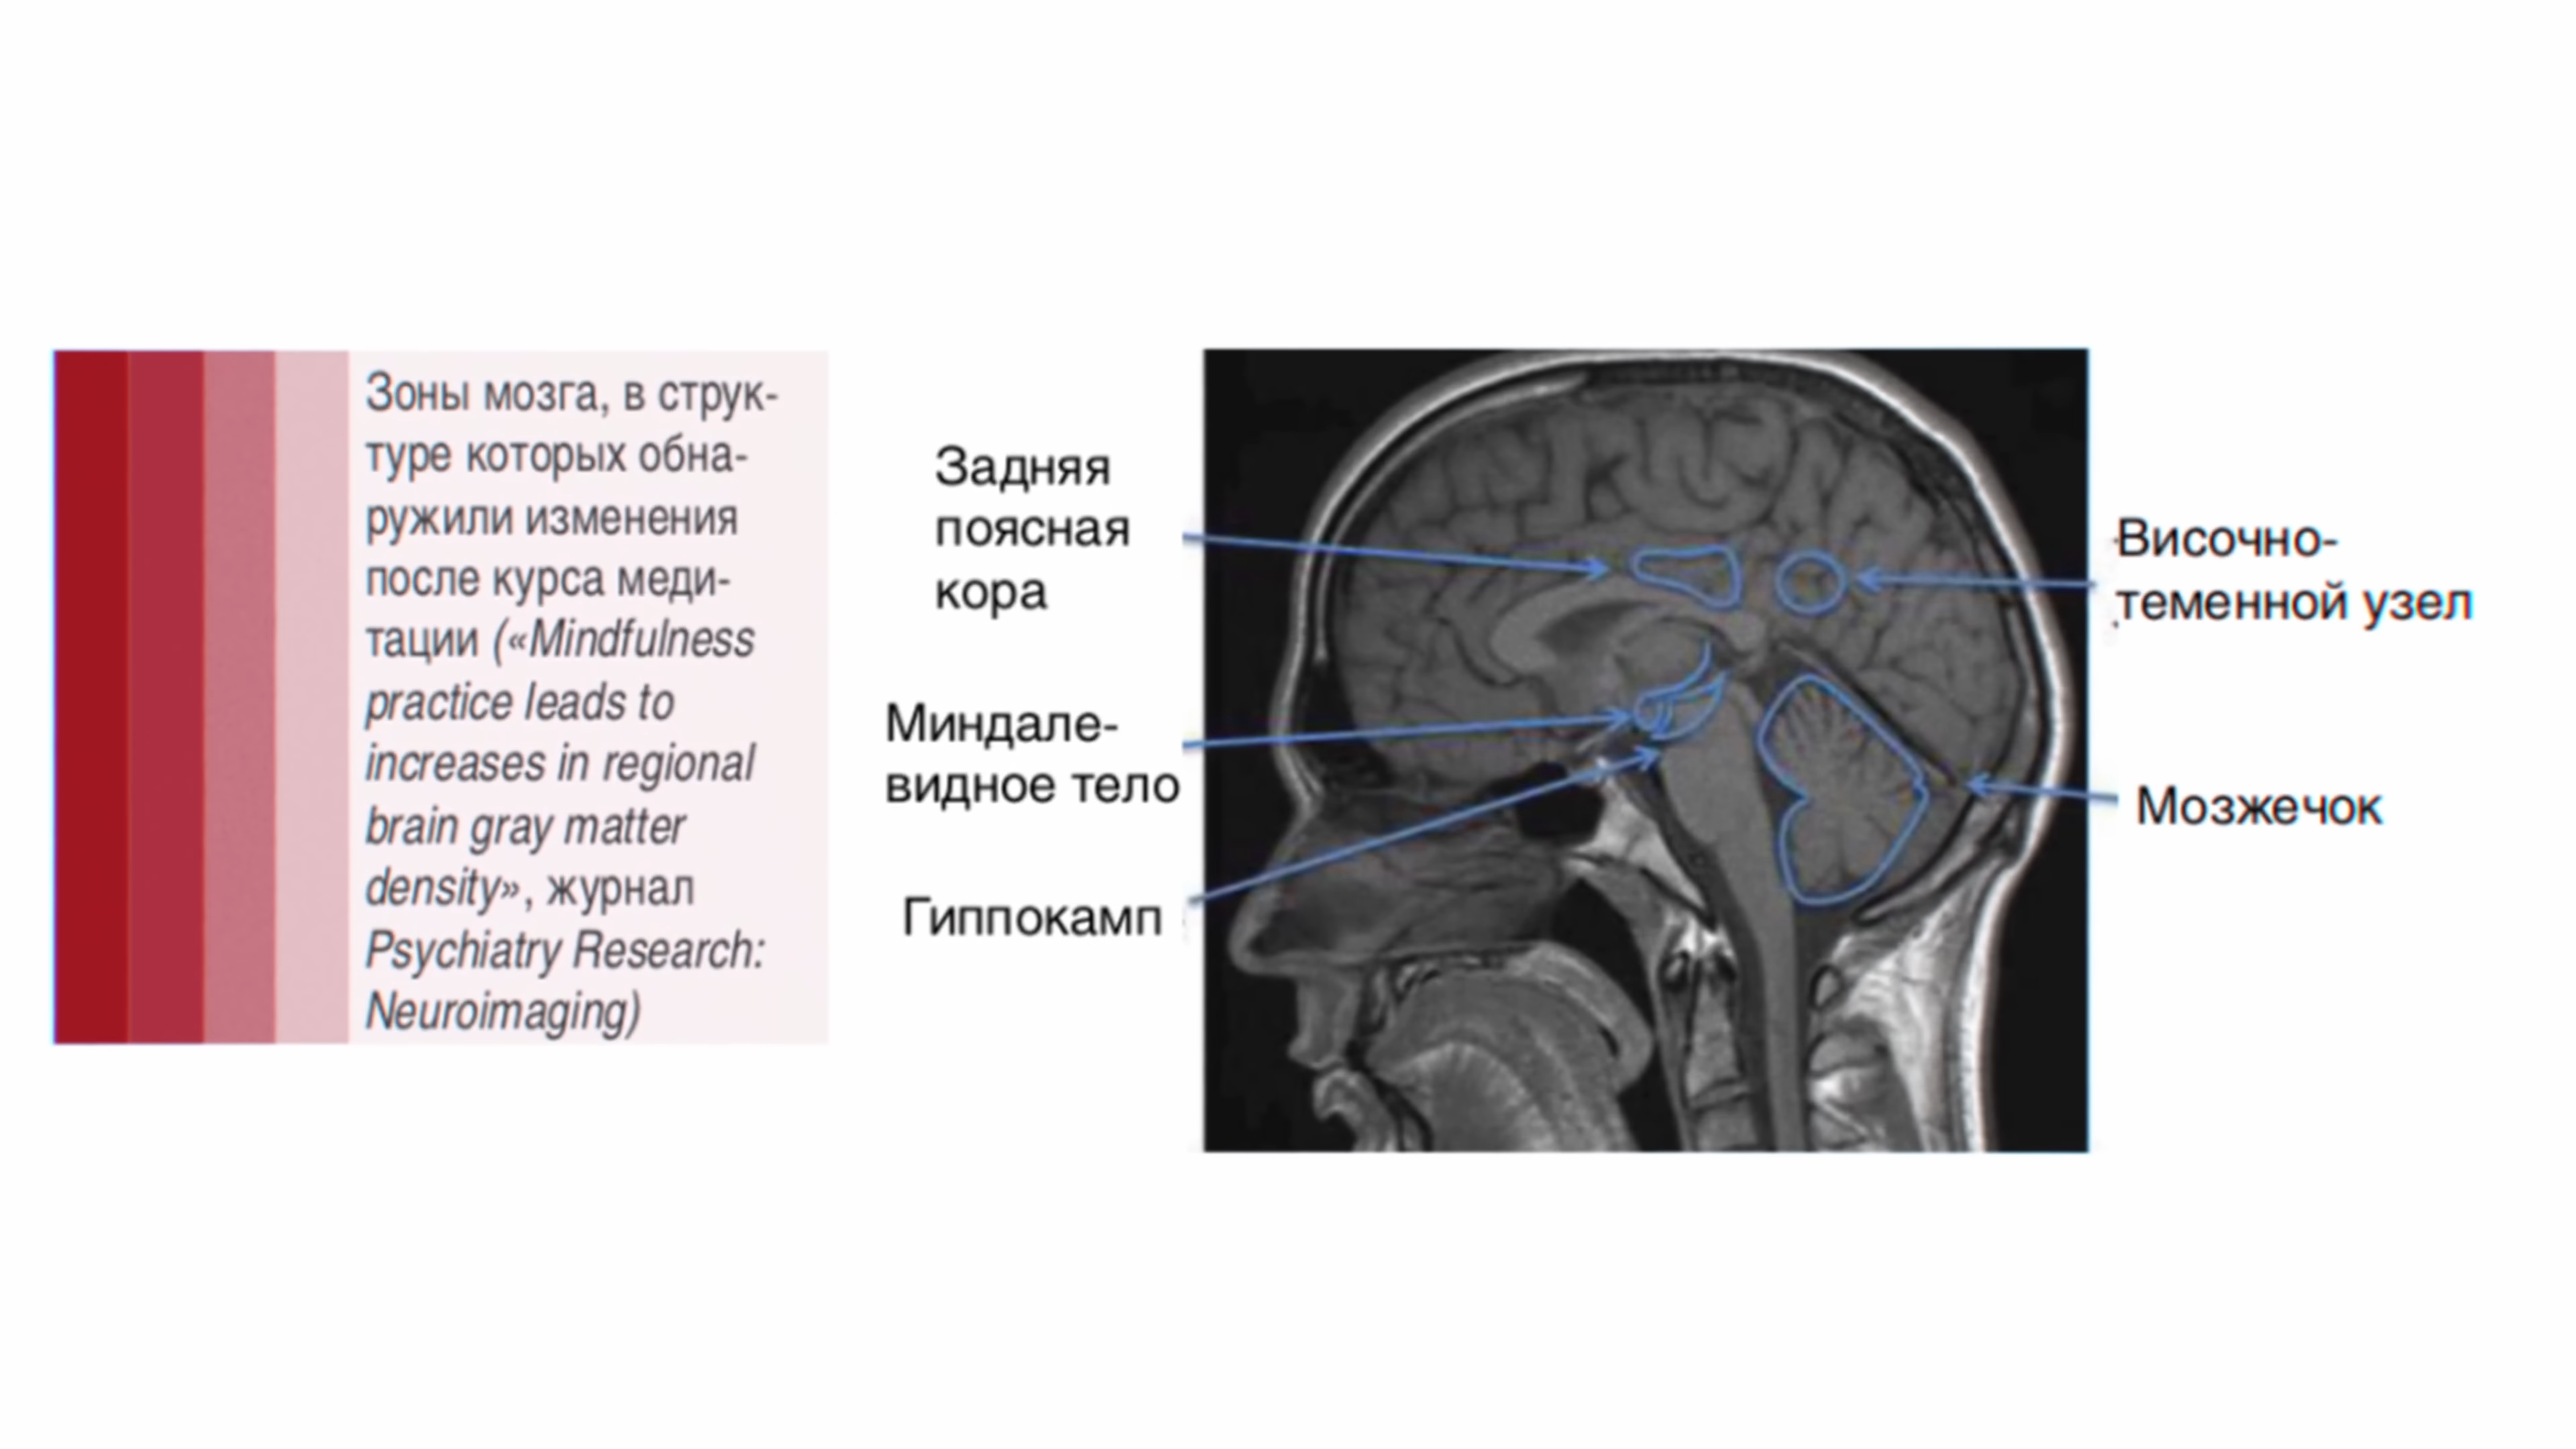 Зоны мозга, в струк-
туре которых обна-
ружили изменения
после курса меди-
тации («Mindfulness
practice leads to
increases in regional
brain gray matter
density», журнал
Psychiatry Research:
Neuroimaging)
Задняя
поясная
кора
Миндале-
видное тело
Гиппокамп
Височно-
теменной узел
Мозжечок